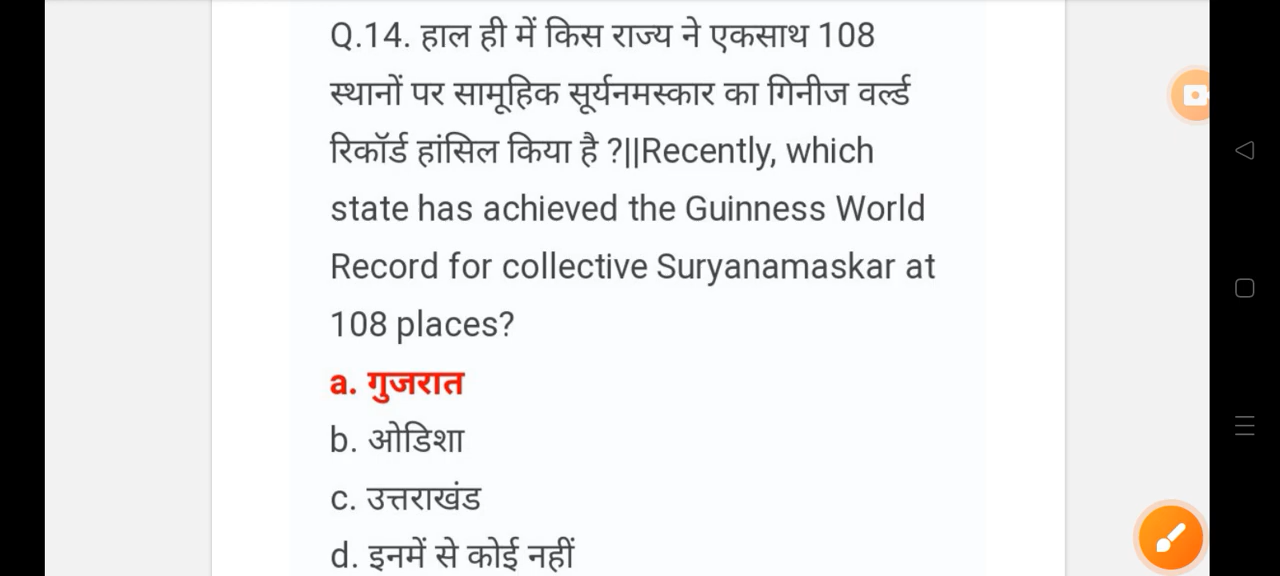 Q.14. हाल ही में किस राज्य ने एकसाथ 108
स्थानों पर सामूहिक सूर्यनमस्कार का गिनीज वर्ल्ड
रिकॉर्ड हांसिल किया है ?||Recently, which
state has achieved the Guinness World
Record for collective Suryanamaskar at
108 places?
a. गुजरात
b. ओडिशा
c. उत्तराखंड
d. इनमें से कोई नहीं